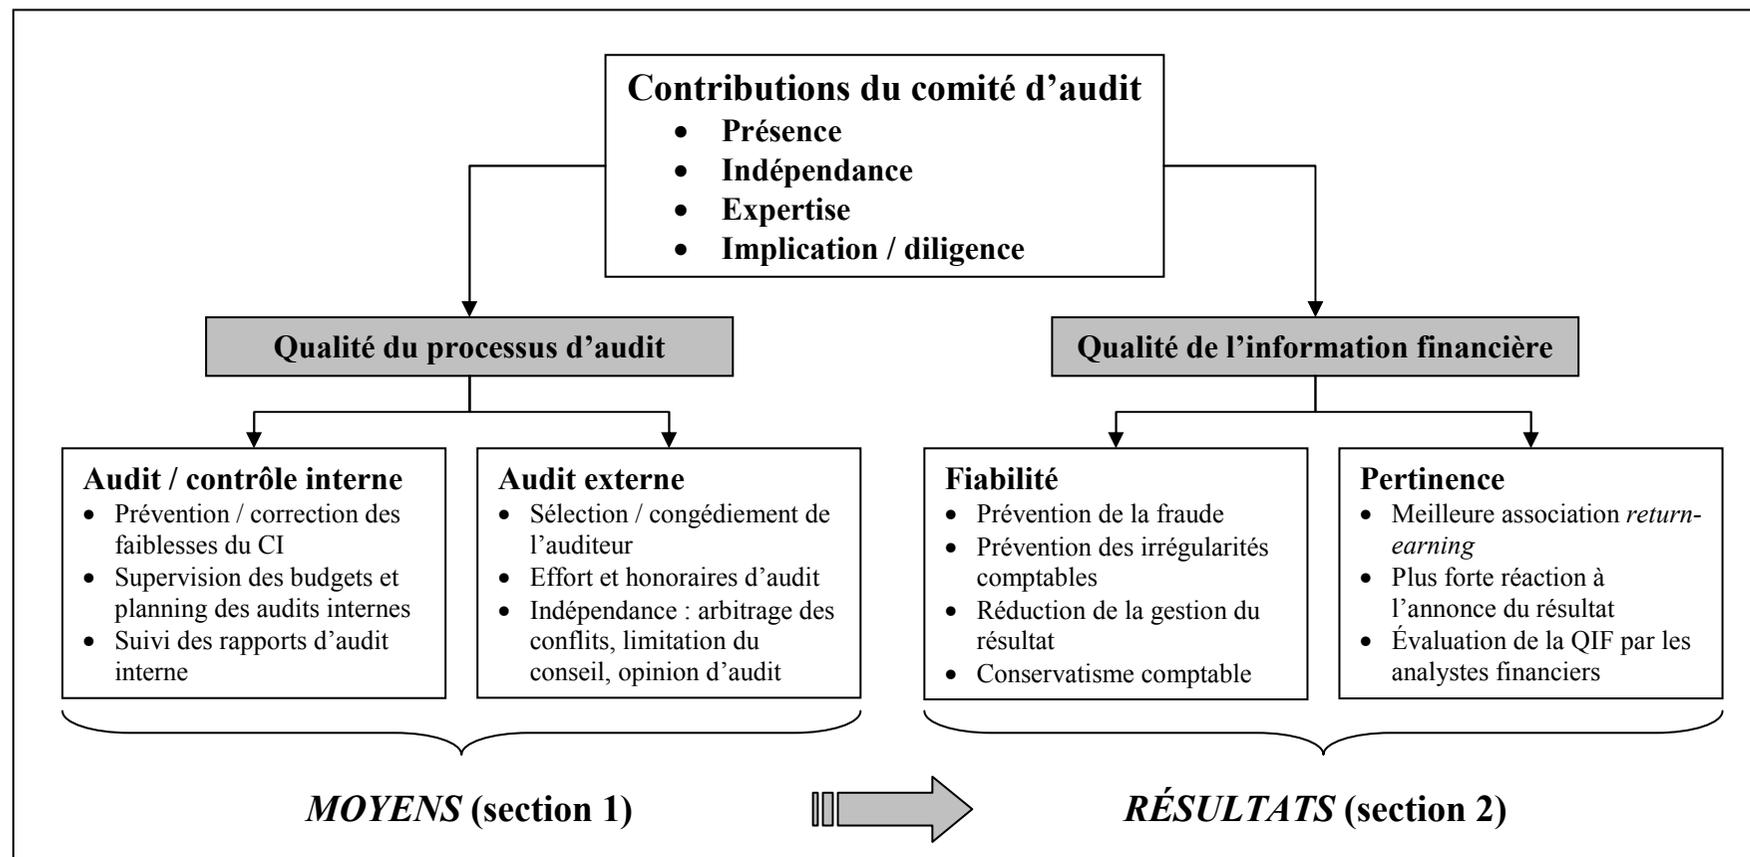 Contributions du comité d’audit
• Présence
• Indépendance
• Expertise
• Implication / diligence
Qualité du processus d’audit
Qualité de l’information financière
Audit / contrôle interne
• Prévention / correction des
faiblesses du CI
• Supervision des budgets et
planning des audits internes
• Suivi des rapports d’audit
interne
Audit externe
• Sélection / congédiement de
l’auditeur
• Effort et honoraires d’audit
• Indépendance : arbitrage des
conflits, limitation du
conseil, opinion d’audit
Fiabilité
• Prévention de la fraude
• Prévention des irrégularités
comptables
• Réduction de la gestion du
résultat
• Conservatisme comptable
Pertinence
• Meilleure association return-
earning
• Plus forte réaction à
l’annonce du résultat
• Évaluation de la QIF par les
analystes financiers
MOYENS (section 1)
RÉSULTATS (section 2)